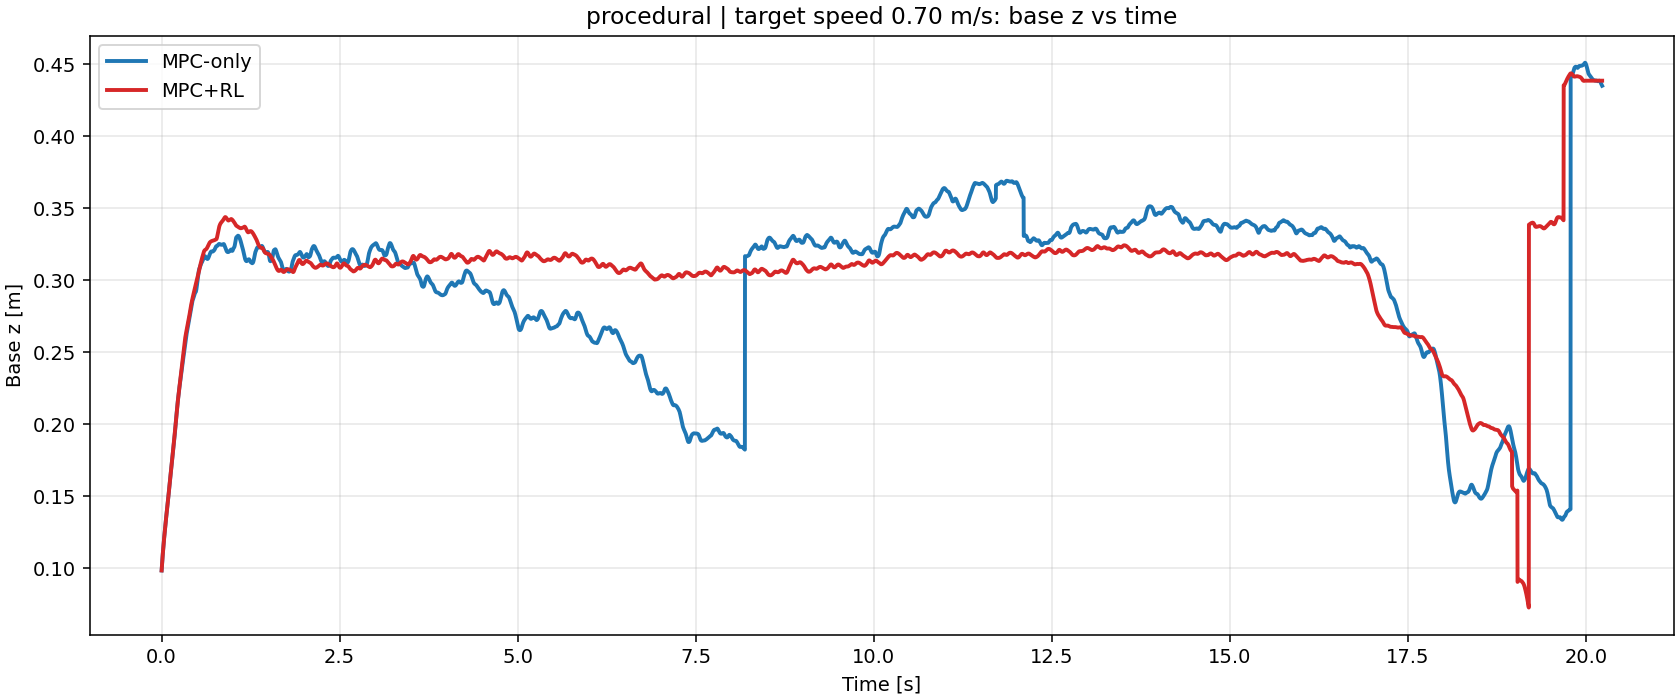 procedural | target speed 0.70 m/s: base z vs time
MPC-only
MPC+RL
Base z [m]
0.45
0.40
0.35
0.30
0.25
0.20
0.15
0.10
0.0 2.5 5.0 7.5 10.0 12.5 15.0 17.5 20.0
Time [s]